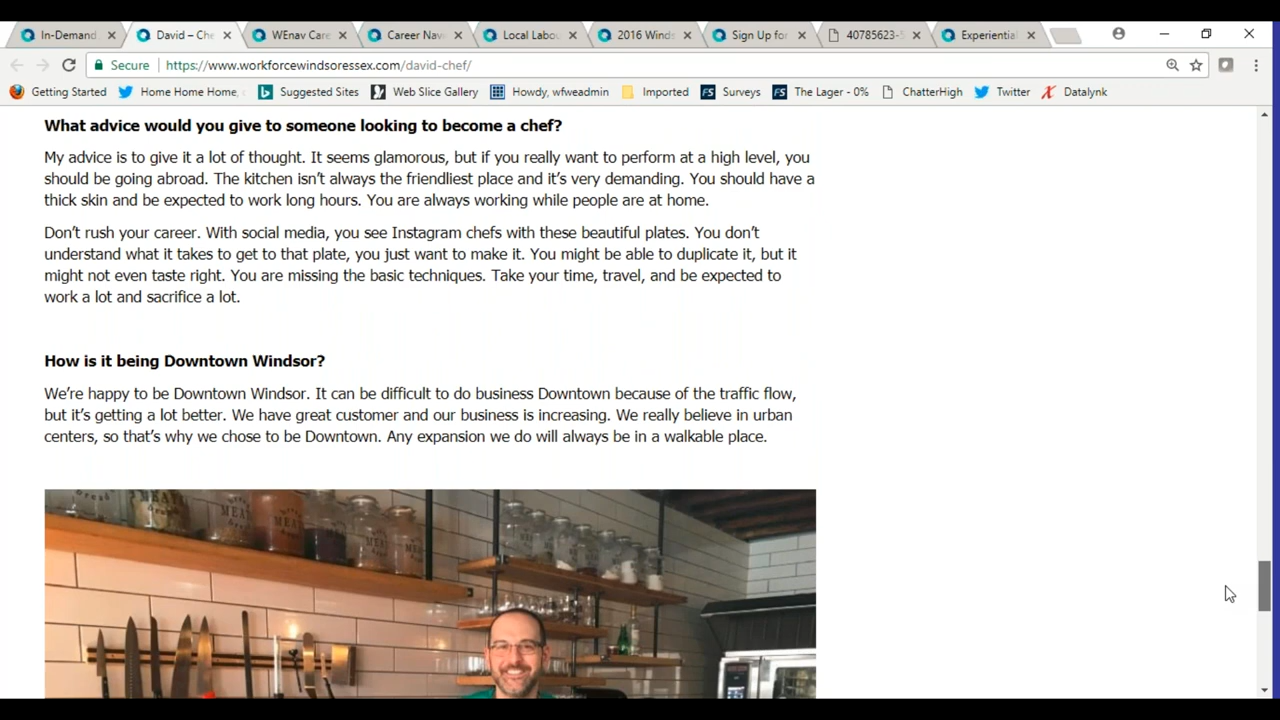 In-Demand
David – Che
WEnav Care
Career Nav
Local Labou
2016 Winds
Sign Up for
40785623-5
Experiential
Secure
https://www.workforcewindsoressex.com/david-chef/
Getting Started
Home Home Home,
Suggested Sites
Web Slice Gallery
Howdy, wfweadmin
Imported
FS Surveys
FS The Lager - 0%
ChatterHigh
Twitter
Datalynk
What advice would you give to someone looking to become a chef?
My advice is to give it a lot of thought. It seems glamorous, but if you really want to perform at a high level, you
should be going abroad. The kitchen isn't always the friendliest place and it's very demanding. You should have a
thick skin and be expected to work long hours. You are always working while people are at home.
Don't rush your career. With social media, you see Instagram chefs with these beautiful plates. You don't
understand what it takes to get to that plate, you just want to make it. You might be able to duplicate it, but it
might not even taste right. You are missing the basic techniques. Take your time, travel, and be expected to
work a lot and sacrifice a lot.
How is it being Downtown Windsor?
We're happy to be Downtown Windsor. It can be difficult to do business Downtown because of the traffic flow,
but it's getting a lot better. We have great customer and our business is increasing. We really believe in urban
centers, so that's why we chose to be Downtown. Any expansion we do will always be in a walkable place.